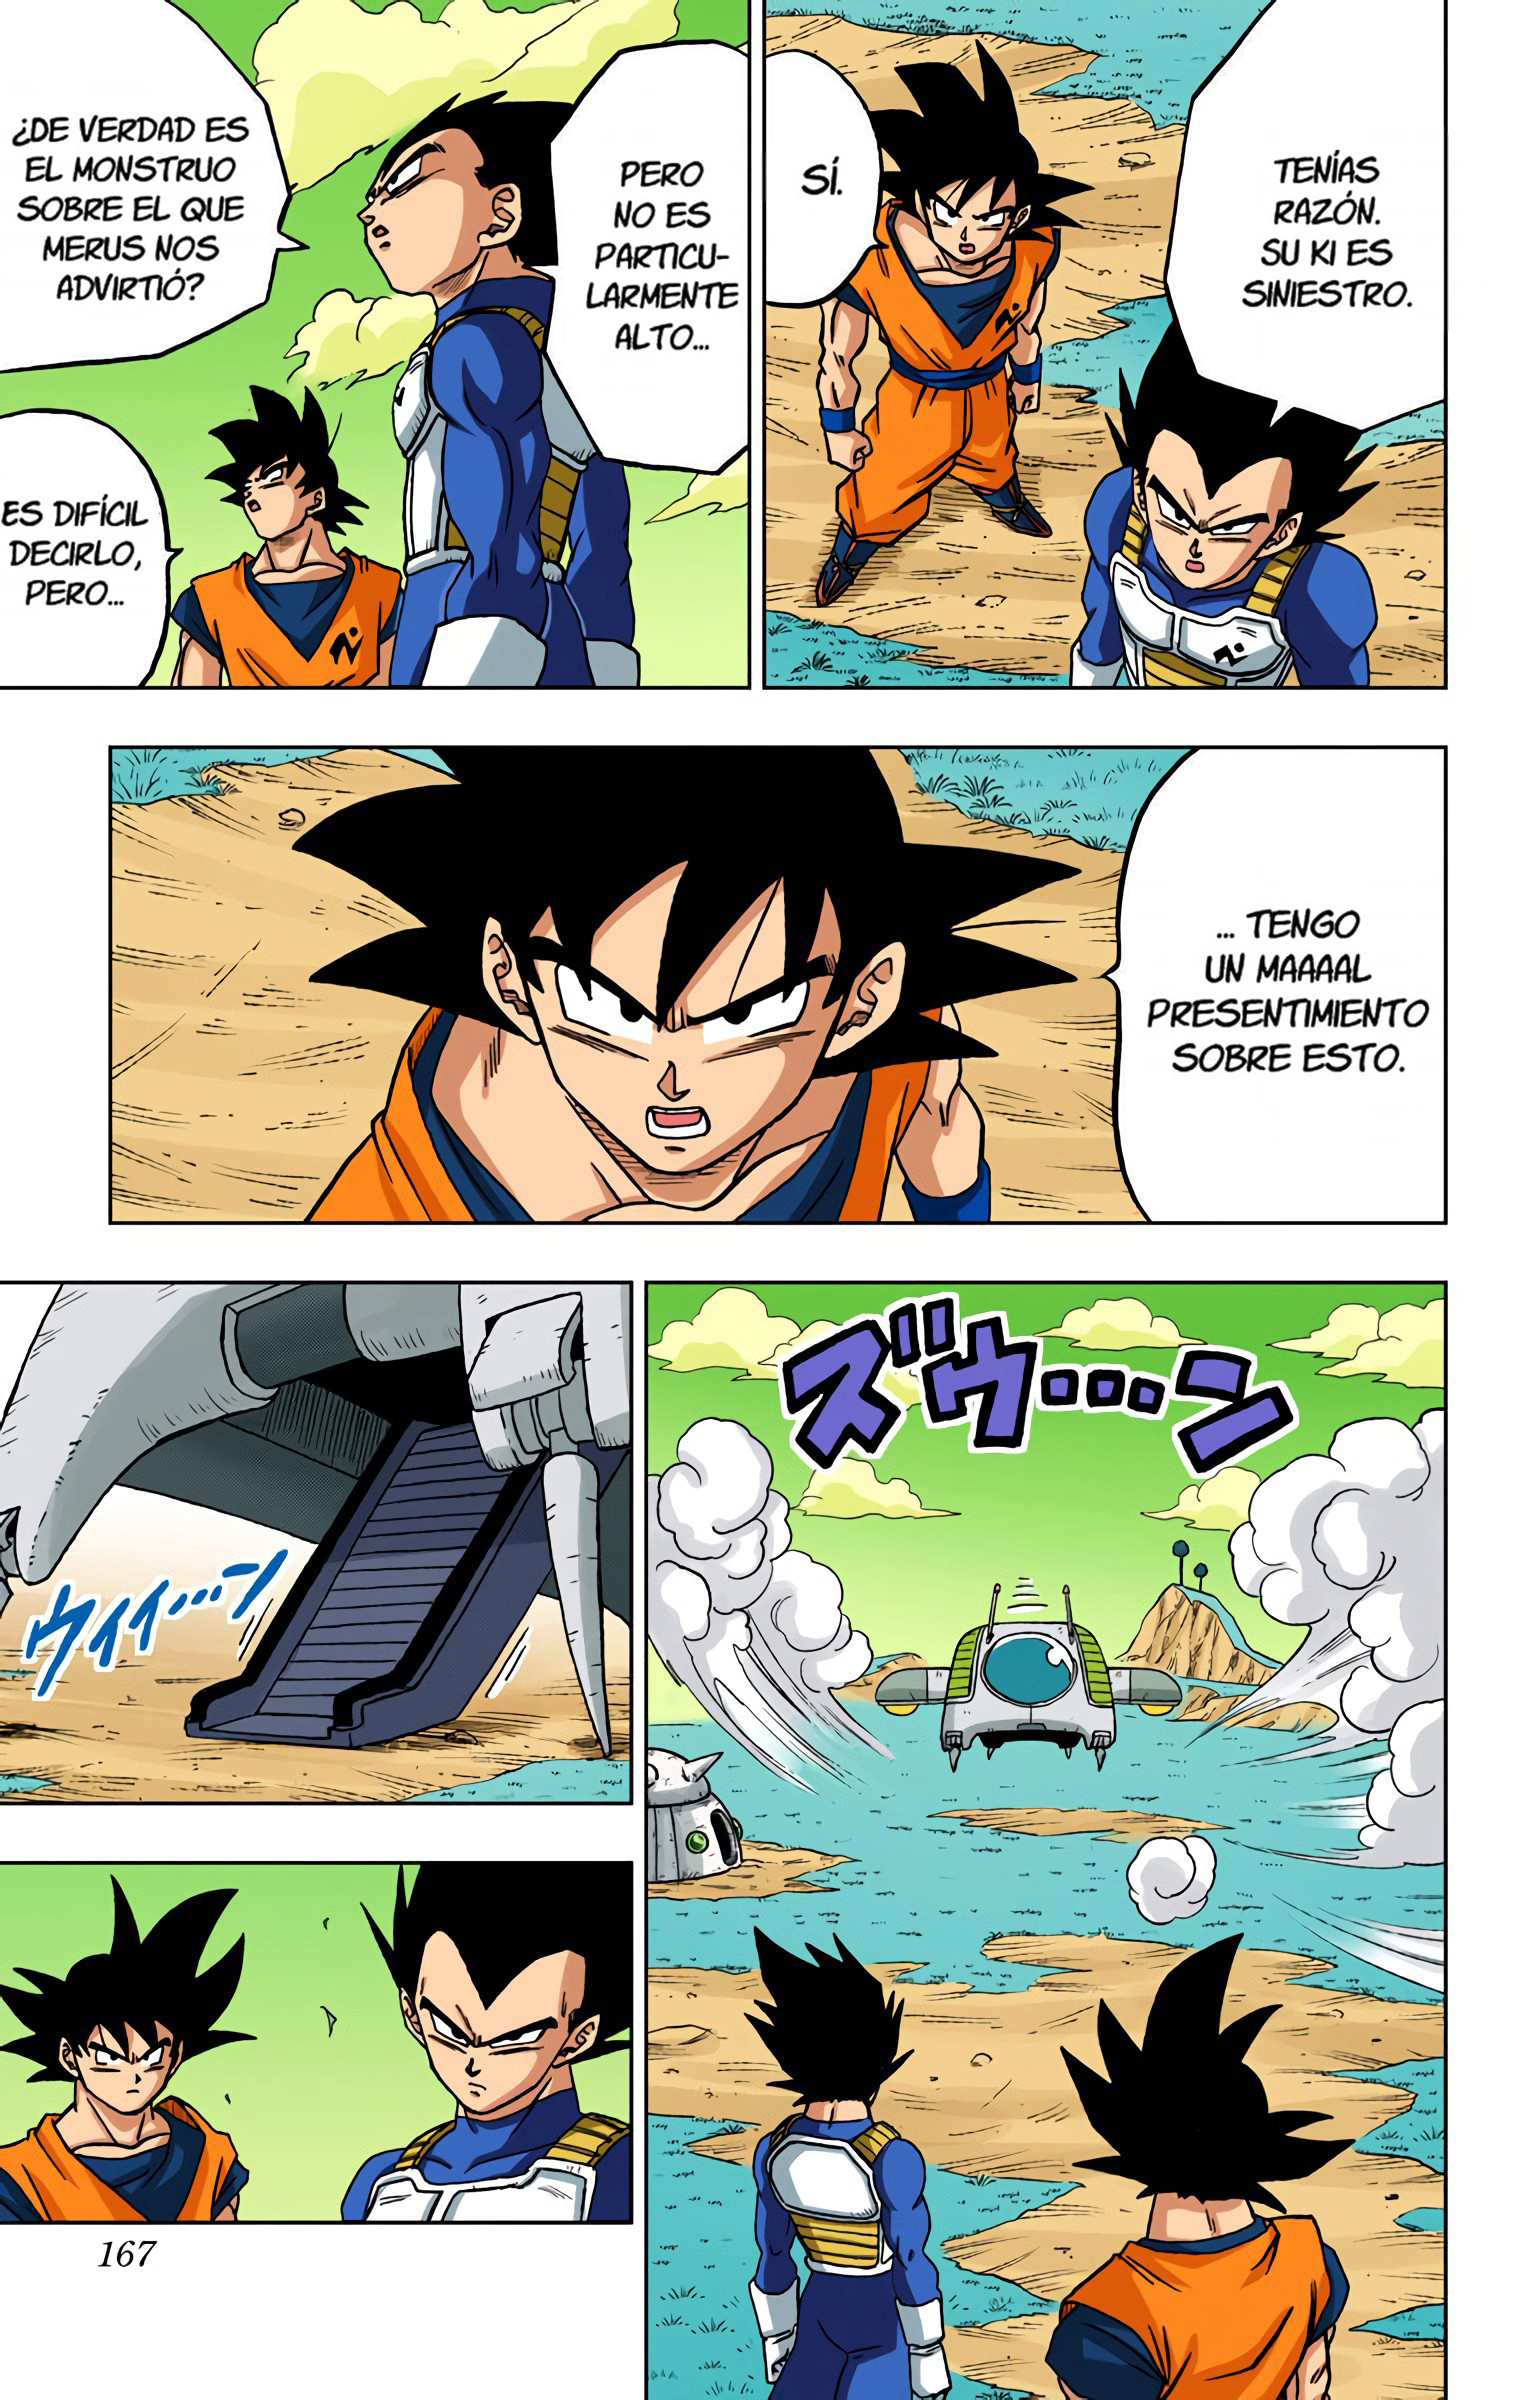 TENÍAS
RAZÓN.
SU KI ES
SINIESTRO.
SÍ.
PERO
NO ES
PARTICU-
LARMENTE
ALTO...
¿DE VERDAD ES
EL MONSTRUO
SOBRE EL QUE
MERUS NOS
ADVIRTIÓ?
ES DIFÍCIL
DECIRLO,
PERO...
... TENGO
UN MAAAAL
PRESENTIMIENTO
SOBRE ESTO.
ズウ...ン
ウイイ...ン
167